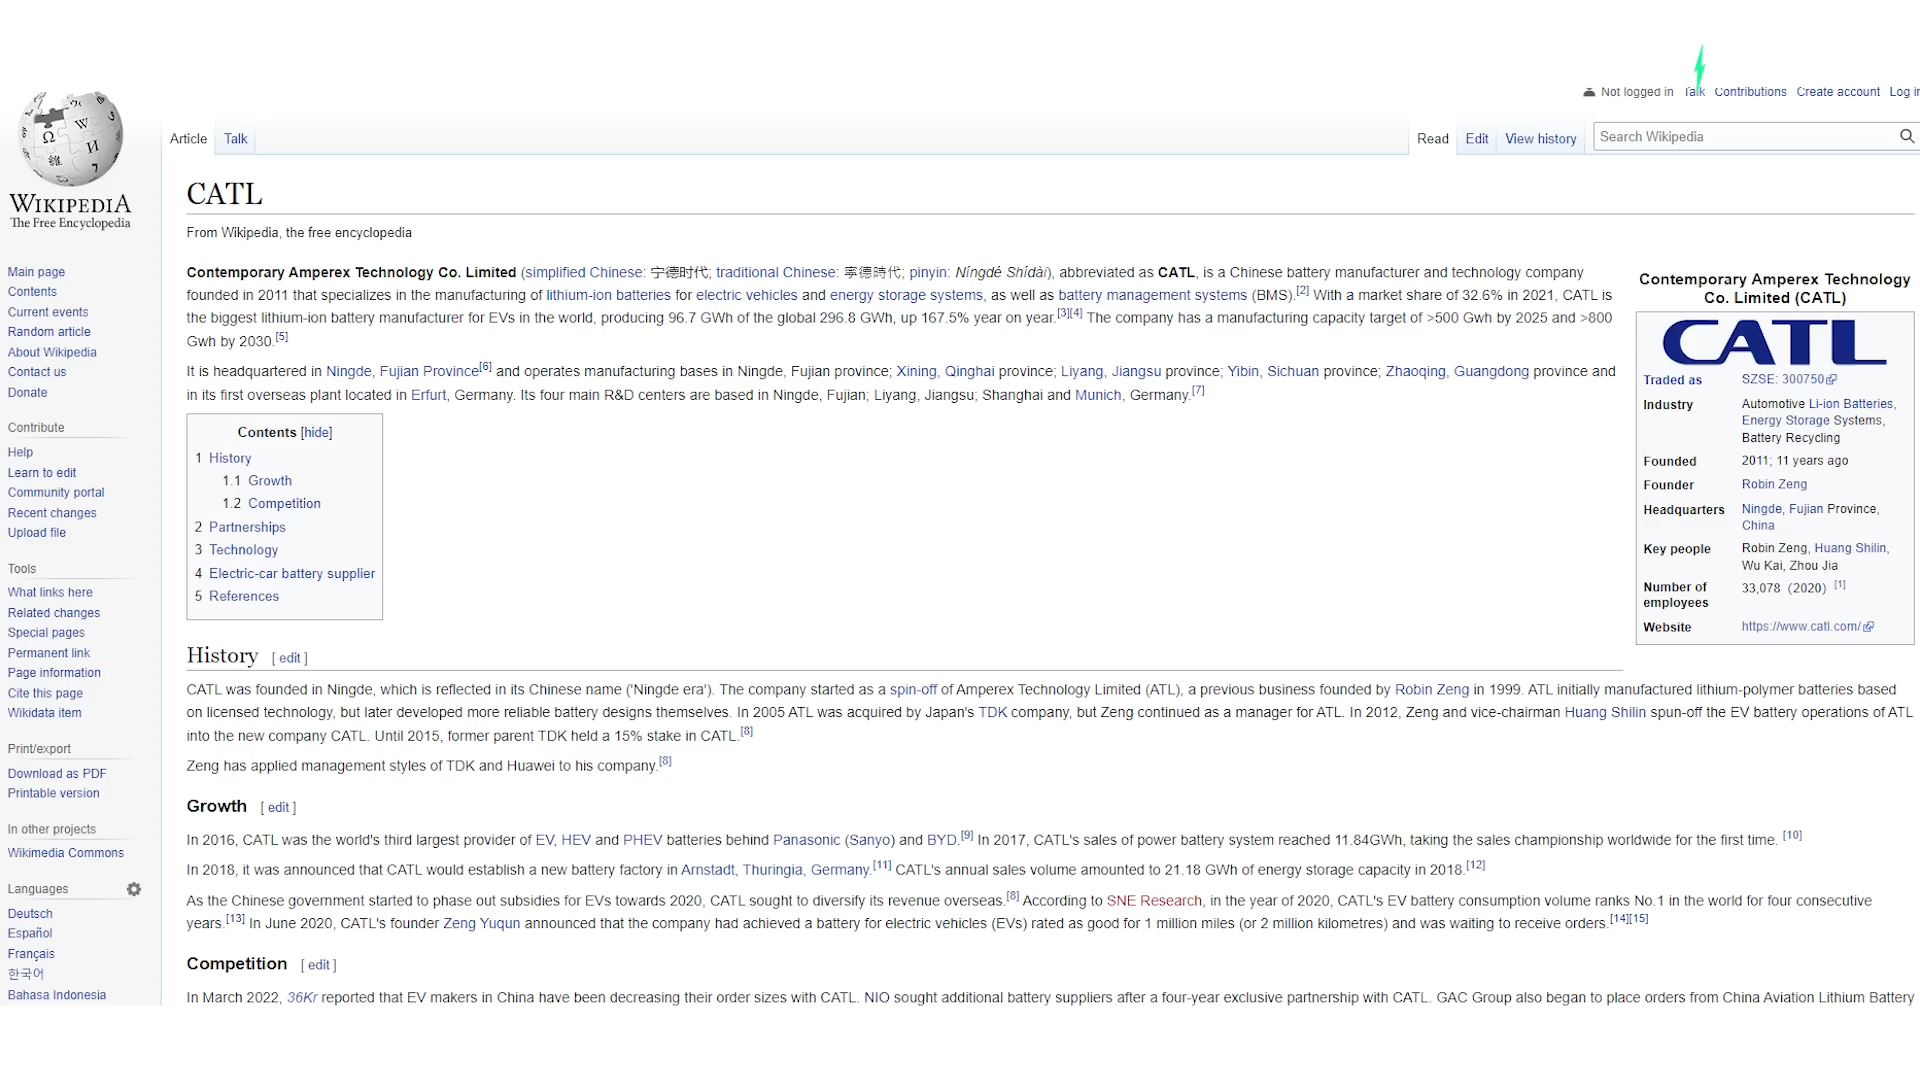 Not logged in Talk Contributions Create account Log in
Article Talk Read Edit View history Search Wikipedia
WIKIPEDIA
The Free Encyclopedia
Main page
Contents
Current events
Random article
About Wikipedia
Contact us
Donate
Contribute
Help
Learn to edit
Community portal
Recent changes
Upload file
Tools
What links here
Related changes
Special pages
Permanent link
Page information
Cite this page
Wikidata item
Print/export
Download as PDF
Printable version
In other projects
Wikimedia Commons
Languages
Deutsch
Español
Français
한국어
Bahasa Indonesia
CATL
From Wikipedia, the free encyclopedia
Contemporary Amperex Technology Co. Limited (simplified Chinese: 宁德时代; traditional Chinese: 寧德時代; pinyin: Níngdé Shídài), abbreviated as CATL, is a Chinese battery manufacturer and technology company
founded in 2011 that specializes in the manufacturing of lithium-ion batteries for electric vehicles and energy storage systems, as well as battery management systems (BMS).[2] With a market share of 32.6% in 2021, CATL is
the biggest lithium-ion battery manufacturer for EVs in the world, producing 96.7 GWh of the global 296.8 GWh, up 167.5% year on year.[3][4] The company has a manufacturing capacity target of >500 Gwh by 2025 and >800
Gwh by 2030.[5]
It is headquartered in Ningde, Fujian Province[6] and operates manufacturing bases in Ningde, Fujian province; Xining, Qinghai province; Liyang, Jiangsu province; Yibin, Sichuan province; Zhaoqing, Guangdong province and
in its first overseas plant located in Erfurt, Germany. Its four main R&D centers are based in Ningde, Fujian; Liyang, Jiangsu; Shanghai and Munich, Germany.[7]
Contents [hide]
1 History
1.1 Growth
1.2 Competition
2 Partnerships
3 Technology
4 Electric-car battery supplier
5 References
Contemporary Amperex Technology
Co. Limited (CATL)
CATL
Traded as SZSE: 300750
Industry Automotive Li-ion Batteries,
Energy Storage Systems,
Battery Recycling
Founded 2011; 11 years ago
Founder Robin Zeng
Headquarters Ningde, Fujian Province,
China
Key people Robin Zeng, Huang Shilin,
Wu Kai, Zhou Jia
Number of employees 33,078 (2020) [1]
Website https://www.catl.com/
History [ edit ]
CATL was founded in Ningde, which is reflected in its Chinese name ('Ningde era'). The company started as a spin-off of Amperex Technology Limited (ATL), a previous business founded by Robin Zeng in 1999. ATL initially manufactured lithium-polymer batteries based
on licensed technology, but later developed more reliable battery designs themselves. In 2005 ATL was acquired by Japan's TDK company, but Zeng continued as a manager for ATL. In 2012, Zeng and vice-chairman Huang Shilin spun-off the EV battery operations of ATL
into the new company CATL. Until 2015, former parent TDK held a 15% stake in CATL.[8]
Zeng has applied management styles of TDK and Huawei to his company.[8]
Growth [ edit ]
In 2016, CATL was the world's third largest provider of EV, HEV and PHEV batteries behind Panasonic (Sanyo) and BYD.[9] In 2017, CATL's sales of power battery system reached 11.84GWh, taking the sales championship worldwide for the first time. [10]
In 2018, it was announced that CATL would establish a new battery factory in Arnstadt, Thuringia, Germany.[11] CATL's annual sales volume amounted to 21.18 GWh of energy storage capacity in 2018.[12]
As the Chinese government started to phase out subsidies for EVs towards 2020, CATL sought to diversify its revenue overseas.[8] According to SNE Research, in the year of 2020, CATL's EV battery consumption volume ranks No.1 in the world for four consecutive
years.[13] In June 2020, CATL's founder Zeng Yuqun announced that the company had achieved a battery for electric vehicles (EVs) rated as good for 1 million miles (or 2 million kilometres) and was waiting to receive orders.[14][15]
Competition [ edit ]
In March 2022, 36Kr reported that EV makers in China have been decreasing their order sizes with CATL. NIO sought additional battery suppliers after a four-year exclusive partnership with CATL. GAC Group also began to place orders from China Aviation Lithium Battery